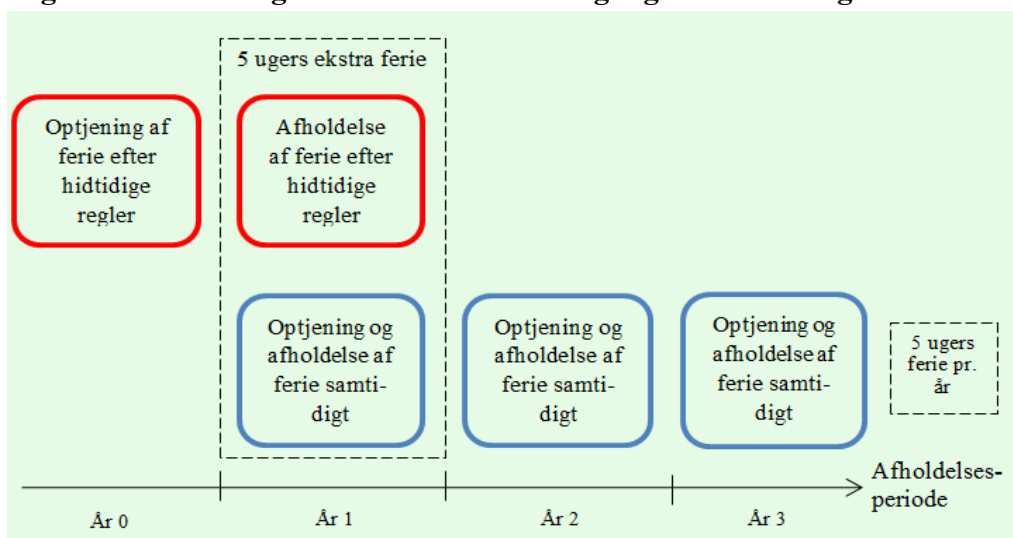 5 ugers ekstra ferie
Optjening af
ferie efter
hidtidige
regler
Afholdelse
af ferie efter
hidtidige
regler
Optjening og
afholdelse af
ferie samti-
digt
Optjening og
afholdelse af
ferie samti-
digt
Optjening og
afholdelse af
ferie samti-
digt
5 ugers
ferie pr.
år
Afholdelses-
periode
År 0
År 1
År 2
År 3